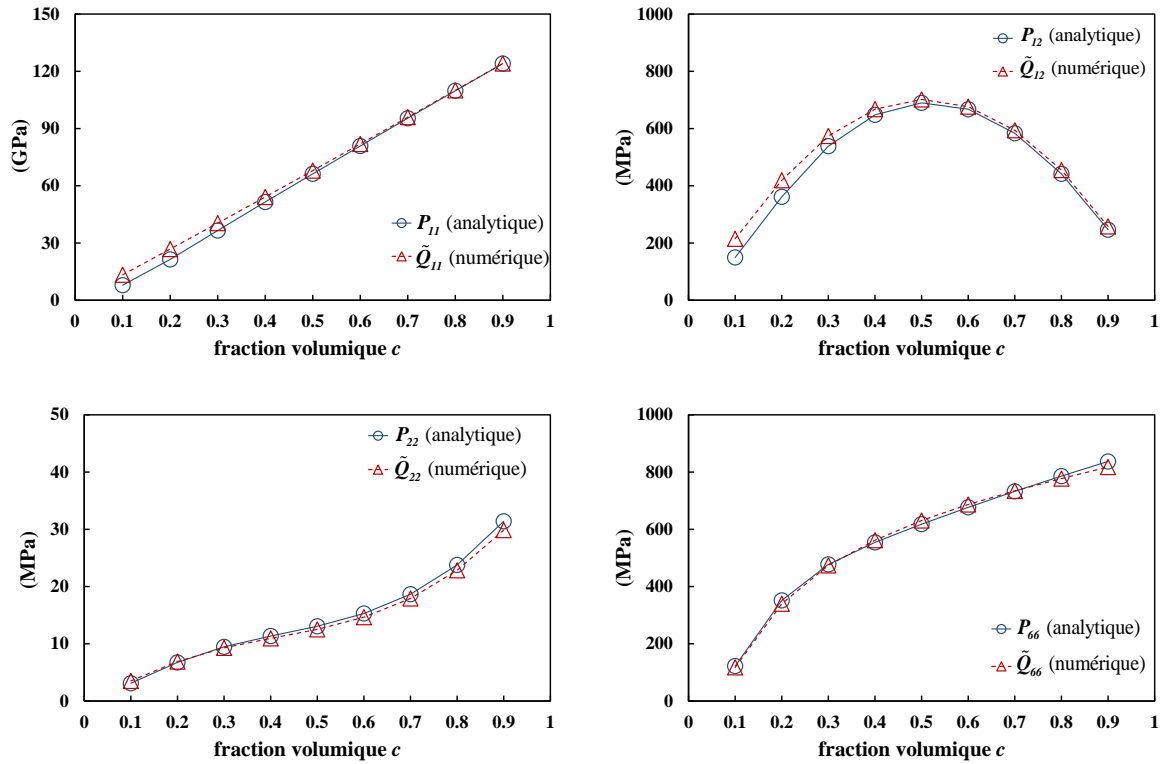 150
120
90
60
30
0
(GPa)
P11 (analytique)
Q̃11 (numérique)
0 0.1 0.2 0.3 0.4 0.5 0.6 0.7 0.8 0.9 1
fraction volumique c
1000
800
600
400
200
0
(MPa)
P12 (analytique)
Q̃12 (numérique)
0 0.1 0.2 0.3 0.4 0.5 0.6 0.7 0.8 0.9 1
fraction volumique c
50
40
30
20
10
0
(MPa)
P22 (analytique)
Q̃22 (numérique)
0 0.1 0.2 0.3 0.4 0.5 0.6 0.7 0.8 0.9 1
fraction volumique c
1000
800
600
400
200
0
(MPa)
P66 (analytique)
Q̃66 (numérique)
0 0.1 0.2 0.3 0.4 0.5 0.6 0.7 0.8 0.9 1
fraction volumique c